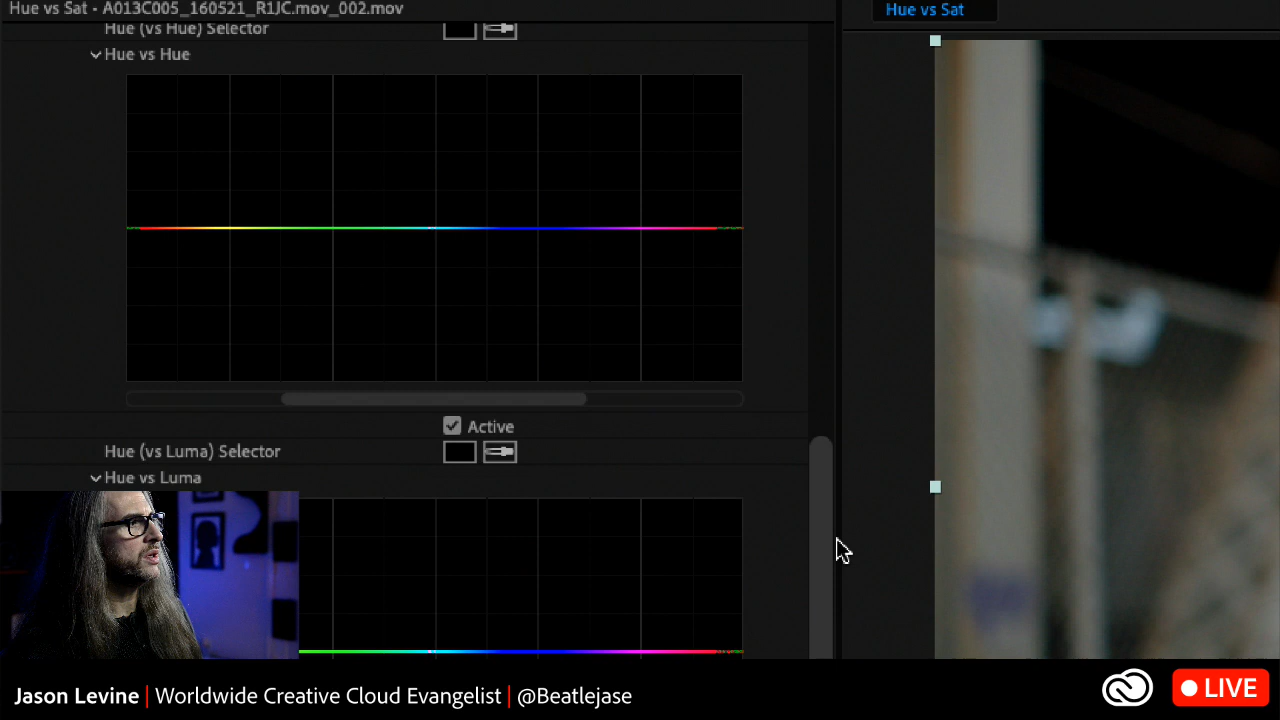 Hue vs Sat - A013C005_160521_R1JC.mov_002.mov
Hue vs Sat
Hue (vs Hue) Selector
Hue vs Hue
Active
Hue (vs Luma) Selector
Hue vs Luma
Jason Levine | Worldwide Creative Cloud Evangelist | @Beatlejase
LIVE